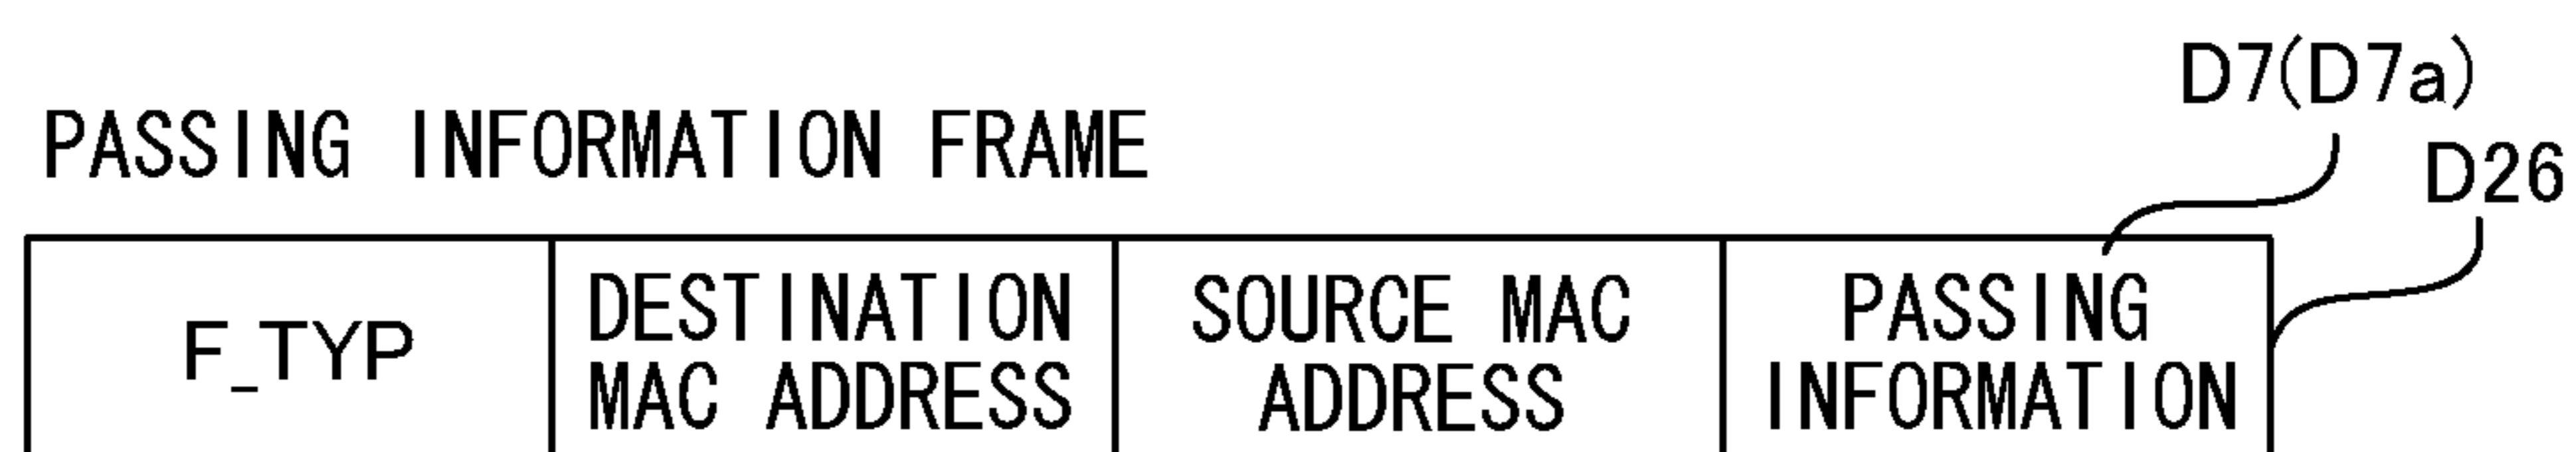 D7(D7a)
PASSING INFORMATION FRAME
D26
F_TYP
DESTINATION
MAC ADDRESS
SOURCE MAC
ADDRESS
PASSING
INFORMATION